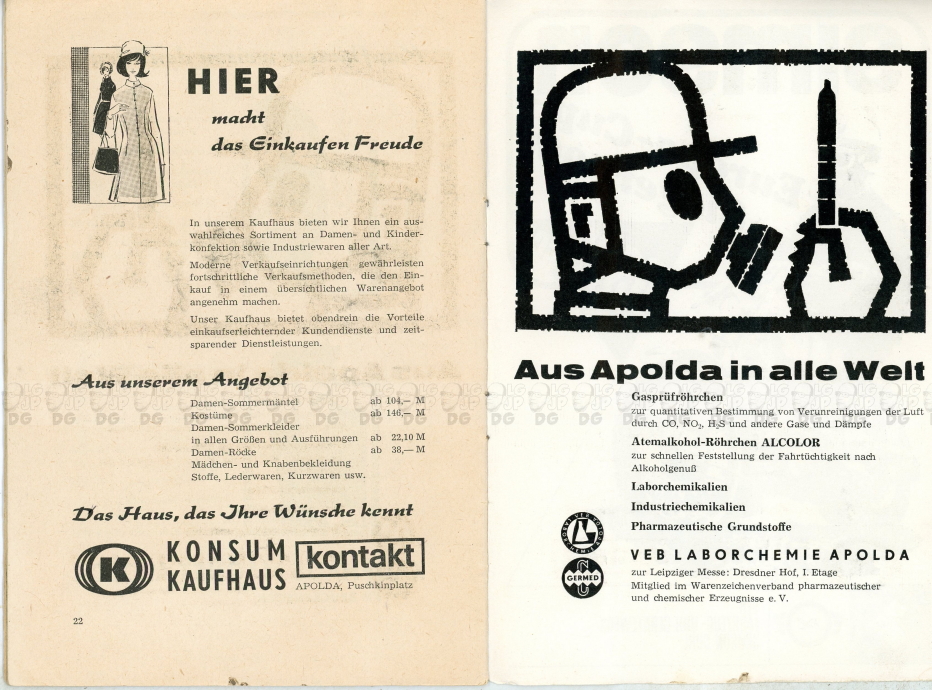 HIER
macht
das Einkaufen Freude
In unserem Kaufhaus bieten wir Ihnen ein aus-
wahlreiches Sortiment an Damen- und Kinder-
konfektion sowie Industriewaren aller Art.
Moderne Verkaufseinrichtungen gewährleisten
fortschrittliche Verkaufsmethoden, die den Ein-
kauf in einem übersichtlichen Warenangebot
angenehm machen.
Unser Kaufhaus bietet obendrein die Vorteile
einkaufserleichternder Kundendienste und zeit-
sparender Dienstleistungen.
Aus unserem Angebot
Damen-Sommermäntel ab 104,— M
Kostüme ab 146,— M
Damen-Sommerkleider
in allen Größen und Ausführungen ab 22,10 M
Damen-Röcke ab 38,— M
Mädchen- und Knabenbekleidung
Stoffe, Lederwaren, Kurzwaren usw.
Das Haus, das Ihre Wünsche kennt
K
KONSUM
KAUFHAUS
kontakt
APOLDA, Puschkinplatz
22
Aus Apolda in alle Welt
Gasprüfröhrchen
zur quantitativen Bestimmung von Verunreinigungen der Luft
durch CO, NO₂, H₂S und andere Gase und Dämpfe
Atemalkohol-Röhrchen ALCOLOR
zur schnellen Feststellung der Fahrtüchtigkeit nach
Alkoholgenuß
Laborchemikalien
Industriechemikalien
Pharmazeutische Grundstoffe
GERMED
VEB LABORCHEMIE APOLDA
zur Leipziger Messe: Dresdner Hof, I. Etage
Mitglied im Warenzeichenverband pharmazeutischer
und chemischer Erzeugnisse e. V.